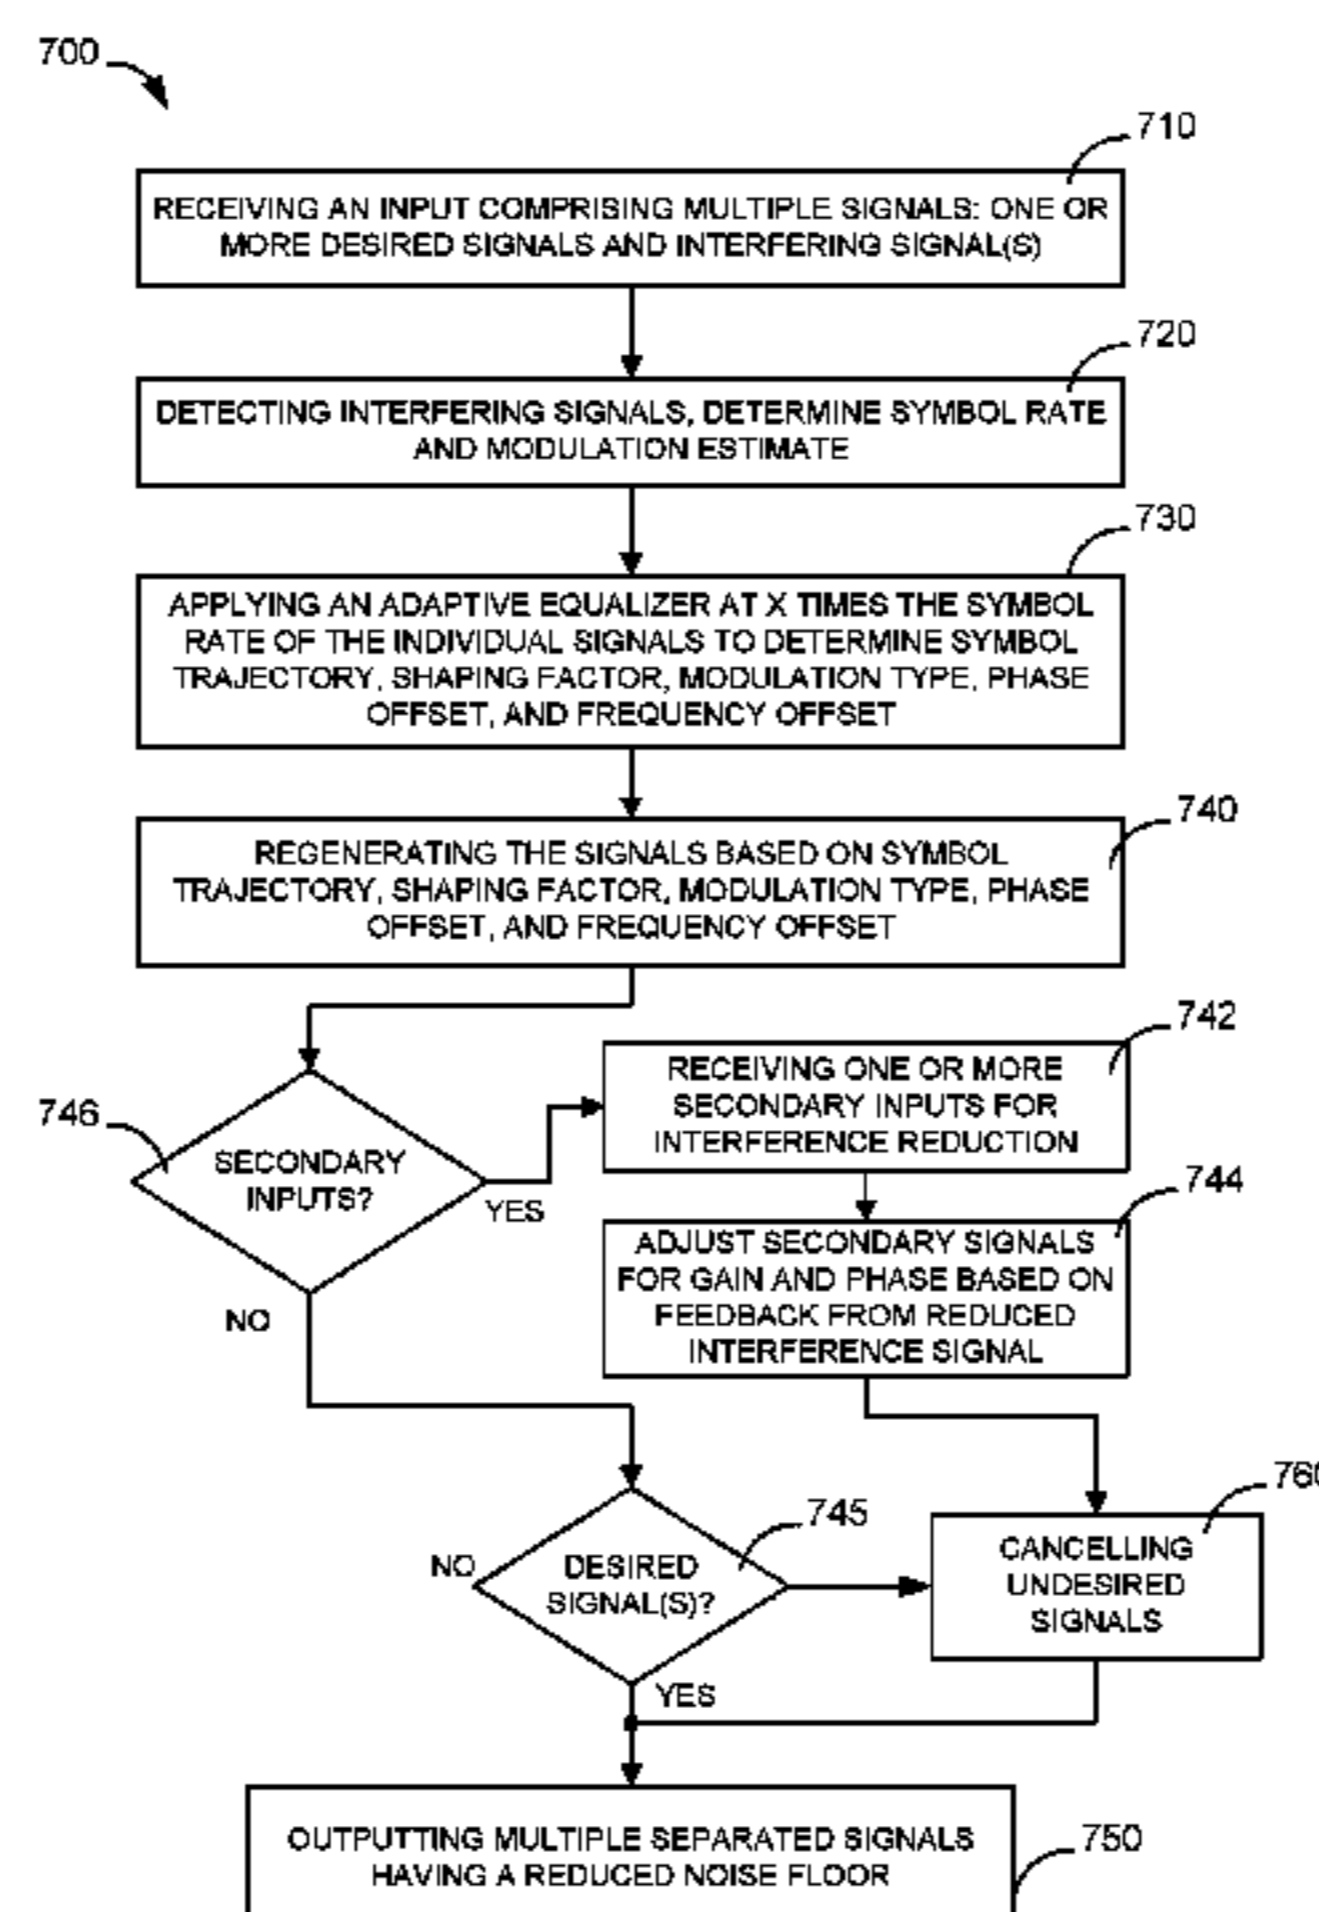 700
710
RECEIVING AN INPUT COMPRISING MULTIPLE SIGNALS: ONE OR
MORE DESIRED SIGNALS AND INTERFERING SIGNAL(S)
720
DETECTING INTERFERING SIGNALS, DETERMINE SYMBOL RATE
AND MODULATION ESTIMATE
730
APPLYING AN ADAPTIVE EQUALIZER AT X TIMES THE SYMBOL
RATE OF THE INDIVIDUAL SIGNALS TO DETERMINE SYMBOL
TRAJECTORY, SHAPING FACTOR, MODULATION TYPE, PHASE
OFFSET, AND FREQUENCY OFFSET
740
REGENERATING THE SIGNALS BASED ON SYMBOL
TRAJECTORY, SHAPING FACTOR, MODULATION TYPE, PHASE
OFFSET, AND FREQUENCY OFFSET
742
RECEIVING ONE OR MORE
SECONDARY INPUTS FOR
INTERFERENCE REDUCTION
746
SECONDARY
INPUTS?
YES
NO
744
ADJUST SECONDARY SIGNALS
FOR GAIN AND PHASE BASED ON
FEEDBACK FROM REDUCED
INTERFERENCE SIGNAL
745
NO
DESIRED
SIGNAL(S)?
YES
760
CANCELLING
UNDESIRED
SIGNALS
OUTPUTTING MULTIPLE SEPARATED SIGNALS
HAVING A REDUCED NOISE FLOOR
750